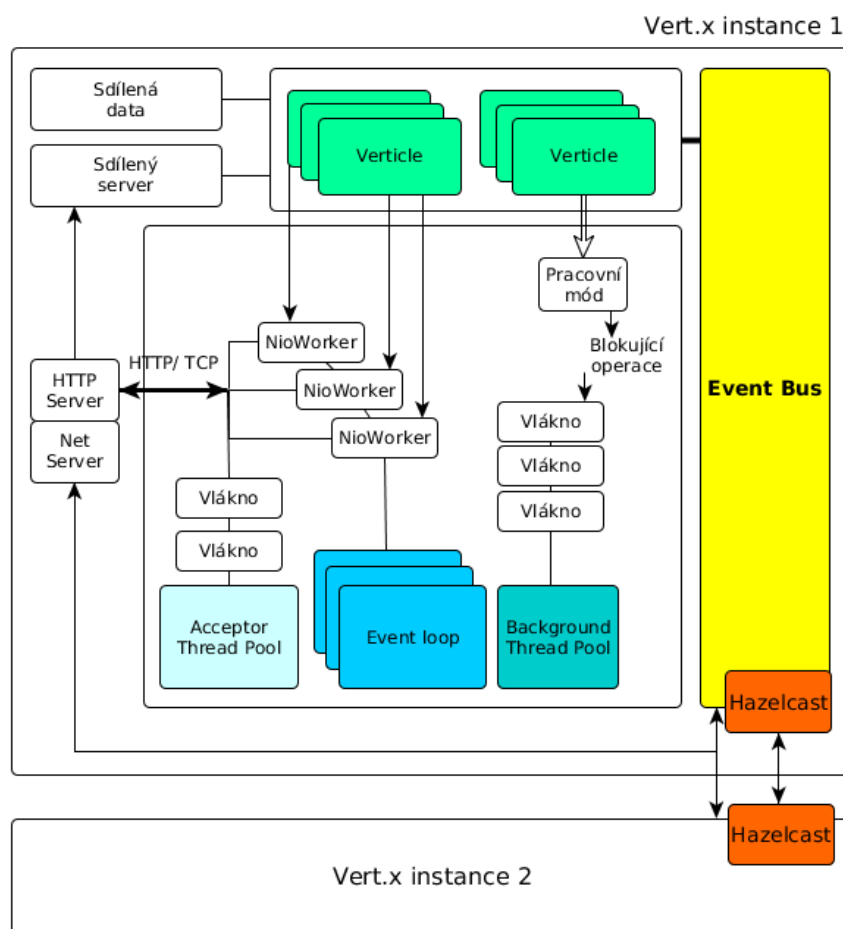 Vert.x instance 1
Sdílená
data
Sdílený
server
Verticle
Verticle
Pracovní
mód
Blokující
operace
NioWorker
NioWorker
NioWorker
HTTP/ TCP
HTTP
Server
Net
Server
Event Bus
Vlákno
Vlákno
Vlákno
Vlákno
Vlákno
Acceptor
Thread Pool
Event loop
Background
Thread Pool
Hazelcast
Hazelcast
Vert.x instance 2